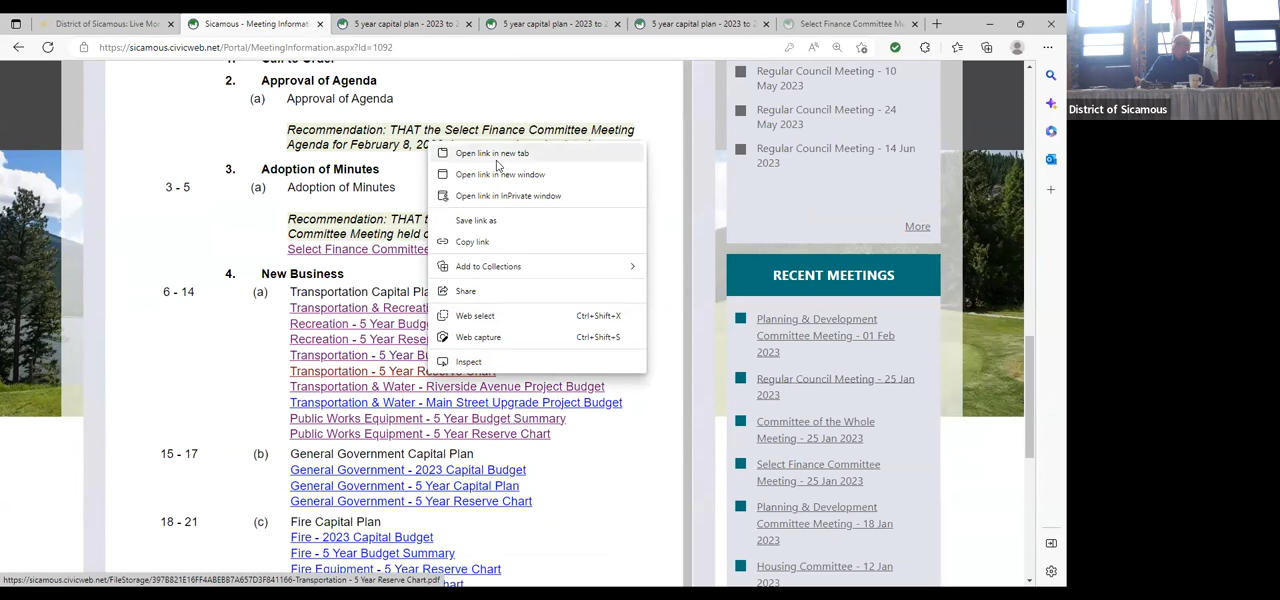 District of Sicamous: Live Mo
Sicamous - Meeting Informat
5 year capital plan - 2023 to 2
5 year capital plan - 2023 to 2
5 year capital plan - 2023 to 2
Select Finance Committee M
https://sicamous.civicweb.net/Portal/MeetingInformation.aspx?Id=1092
2. Approval of Agenda
(a) Approval of Agenda
Recommendation: THAT the Select Finance Committee Meeting
Agenda for February 8, 20
3. Adoption of Minutes
3 - 5 (a) Adoption of Minutes
Recommendation: THAT t
Committee Meeting held o
Select Finance Committee
4. New Business
6 - 14 (a) Transportation Capital Pla
Transportation & Recreati
Recreation - 5 Year Budg
Recreation - 5 Year Rese
Transportation - 5 Year Bu
Transportation - 5 Year Reserve Chart
Transportation & Water - Riverside Avenue Project Budget
Transportation & Water - Main Street Upgrade Project Budget
Public Works Equipment - 5 Year Budget Summary
Public Works Equipment - 5 Year Reserve Chart
15 - 17 (b) General Government Capital Plan
General Government - 2023 Capital Budget
General Government - 5 Year Capital Plan
General Government - 5 Year Reserve Chart
18 - 21 (c) Fire Capital Plan
Fire - 2023 Capital Budget
Fire - 5 Year Budget Summary
Fire Equipment - 5 Year Reserve Chart
hart
https://sicamous.civicweb.net/FileStorage/397B821E16FF4ABEBB7A657D3F841166-Transportation - 5 Year Reserve Chart.pdf
Open link in new tab
Open link in new window
Open link in InPrivate window
Save link as
Copy link
Add to Collections
Share
Web select Ctrl+Shift+X
Web capture Ctrl+Shift+S
Inspect
Regular Council Meeting - 10
May 2023
Regular Council Meeting - 24
May 2023
Regular Council Meeting - 14 Jun
2023
More
RECENT MEETINGS
Planning & Development
Committee Meeting - 01 Feb
2023
Regular Council Meeting - 25 Jan
2023
Committee of the Whole
Meeting - 25 Jan 2023
Select Finance Committee
Meeting - 25 Jan 2023
Planning & Development
Committee Meeting - 18 Jan
2023
Housing Committee - 12 Jan
2023
District of Sicamous